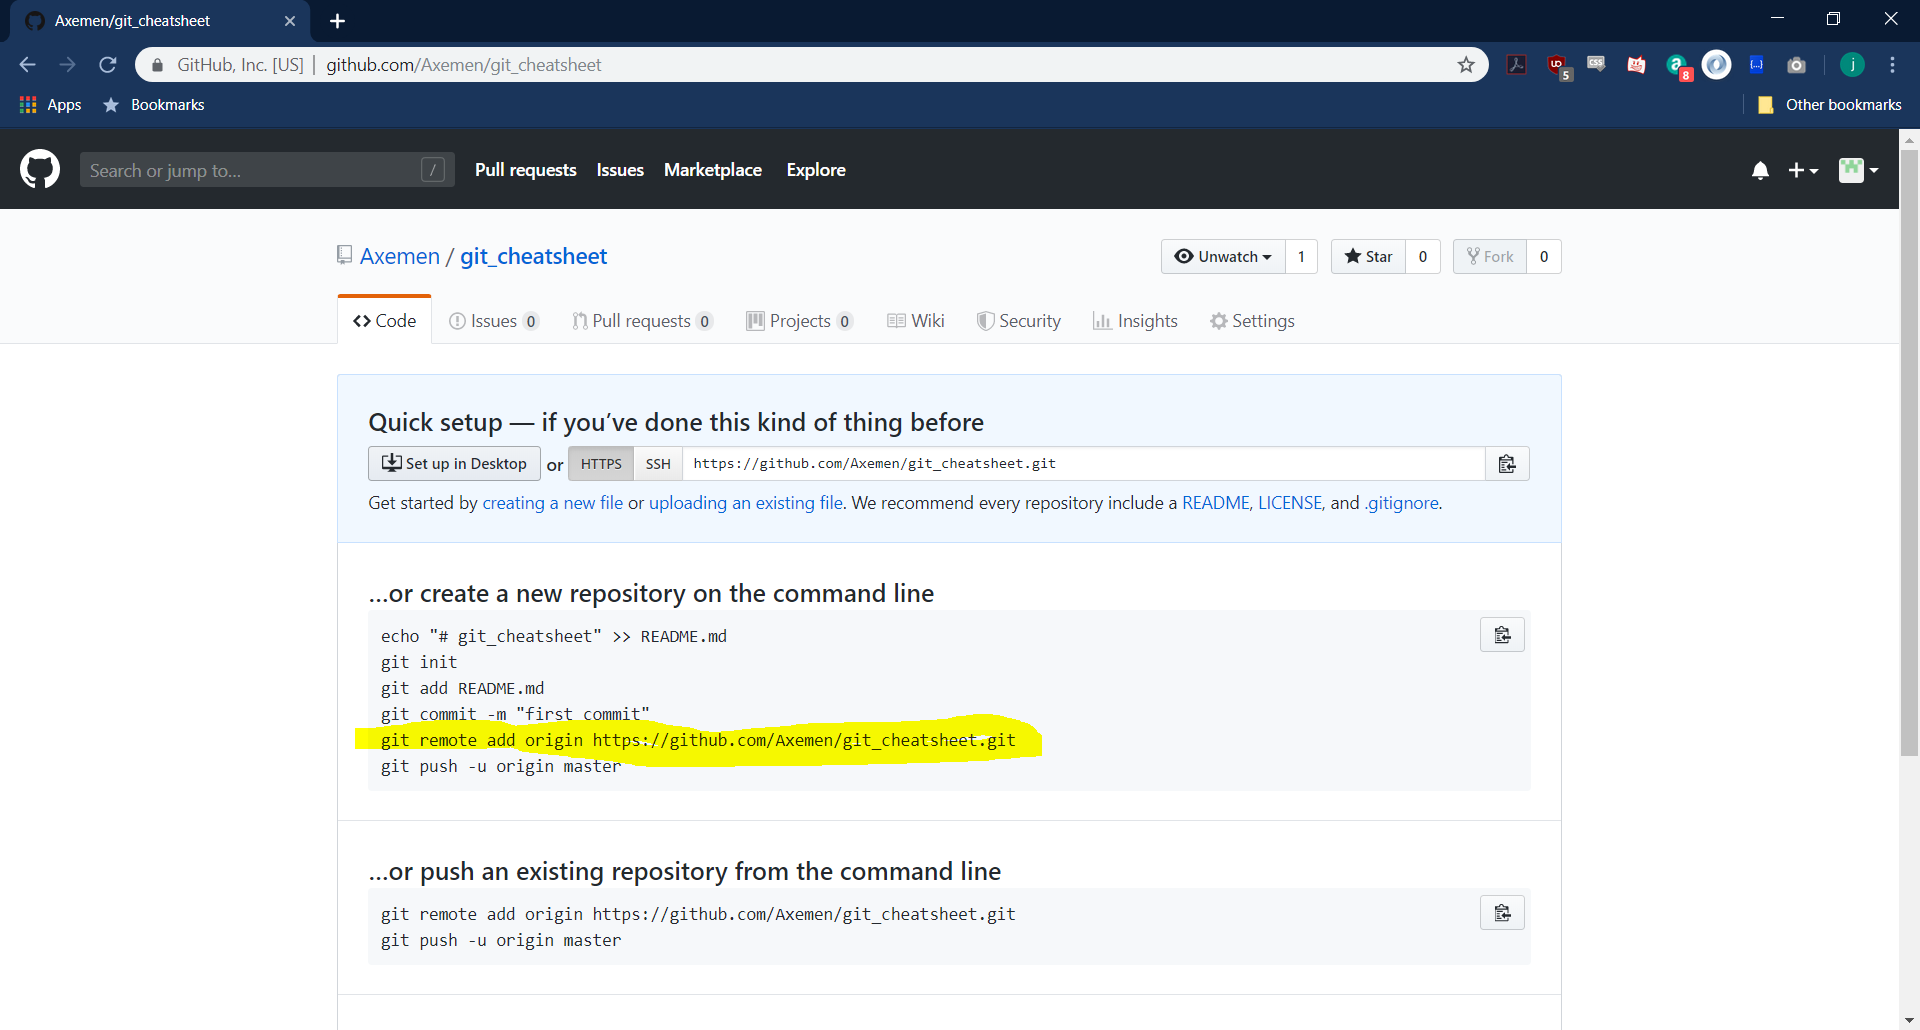 Axemen/git_cheatsheet
GitHub, Inc. [US] | github.com/Axemen/git_cheatsheet
5
css
8
{...}
j
Apps Bookmarks Other bookmarks
Search or jump to... / Pull requests Issues Marketplace Explore
Axemen / git_cheatsheet Unwatch 1 Star 0 Fork 0
Code Issues 0 Pull requests 0 Projects 0 Wiki Security Insights Settings
Quick setup — if you’ve done this kind of thing before
Set up in Desktop or HTTPS SSH https://github.com/Axemen/git_cheatsheet.git
Get started by creating a new file or uploading an existing file. We recommend every repository include a README, LICENSE, and .gitignore.
…or create a new repository on the command line
echo "# git_cheatsheet" >> README.md
git init
git add README.md
git commit -m "first commit"
git remote add origin https://github.com/Axemen/git_cheatsheet.git
git push -u origin master
…or push an existing repository from the command line
git remote add origin https://github.com/Axemen/git_cheatsheet.git
git push -u origin master